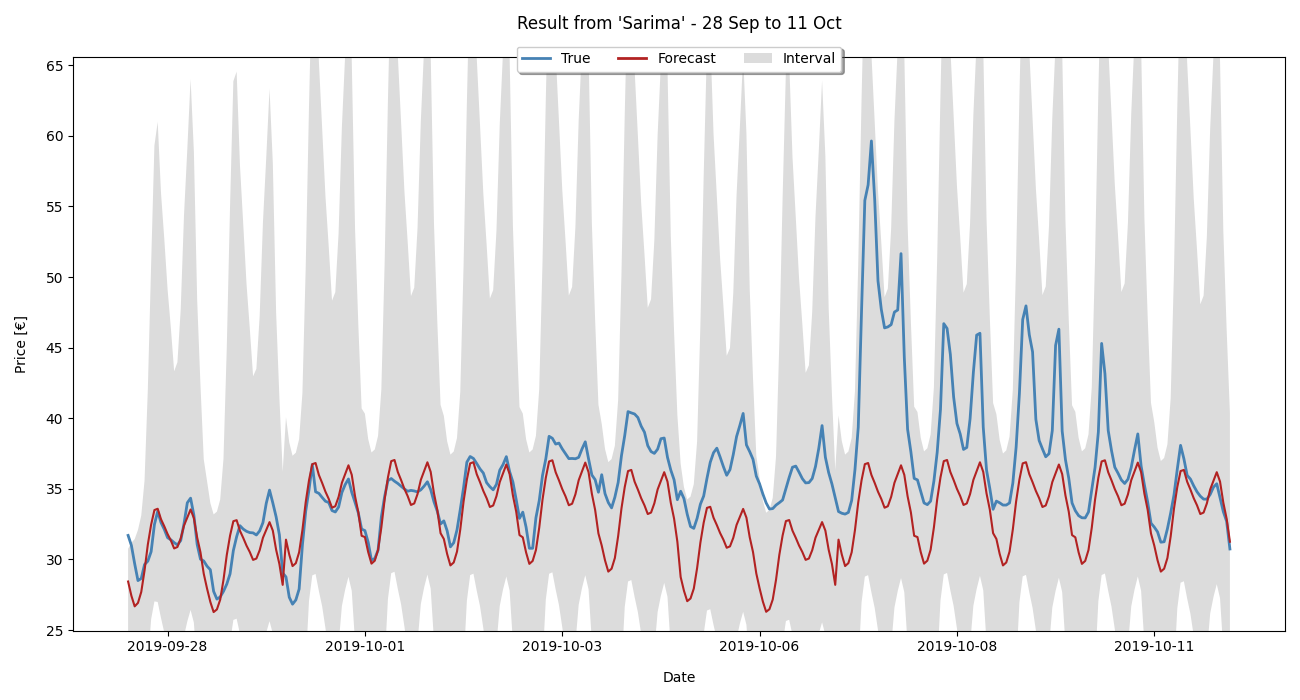 Result from 'Sarima' - 28 Sep to 11 Oct
True Forecast Interval
65
60
55
50
45
40
35
30
25
Price [€]
2019-09-28 2019-10-01 2019-10-03 2019-10-06 2019-10-08 2019-10-11
Date